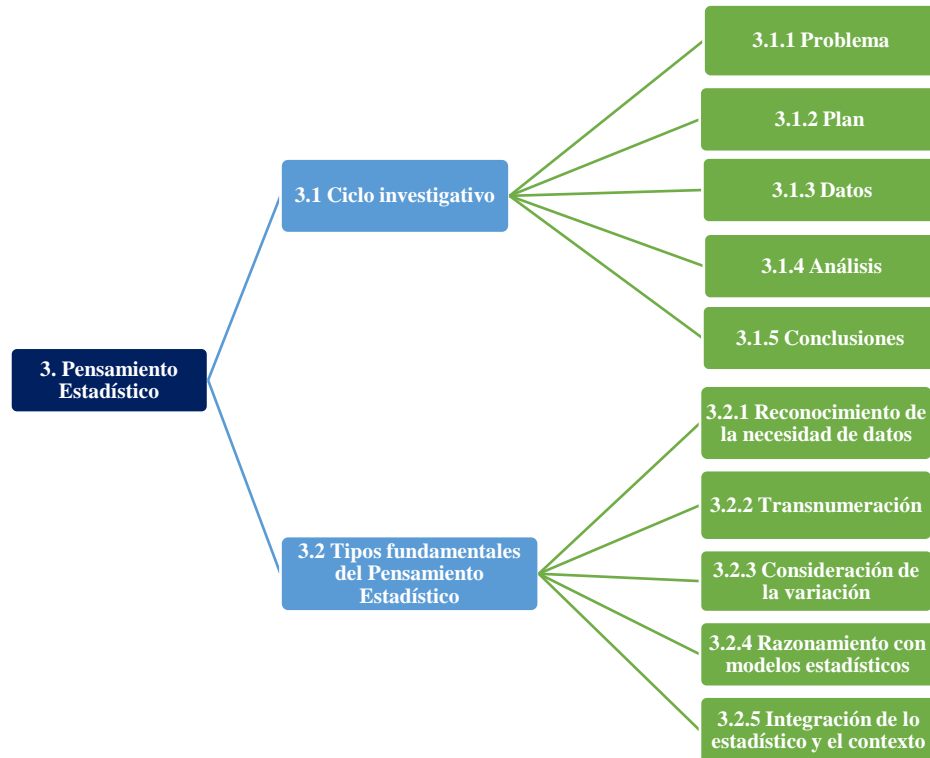 3. Pensamiento
Estadístico
3.1 Ciclo investigativo
3.1.1 Problema
3.1.2 Plan
3.1.3 Datos
3.1.4 Análisis
3.1.5 Conclusiones
3.2 Tipos fundamentales
del Pensamiento
Estadístico
3.2.1 Reconocimiento de
la necesidad de datos
3.2.2 Transnumeración
3.2.3 Consideración de
la variación
3.2.4 Razonamiento con
modelos estadísticos
3.2.5 Integración de lo
estadístico y el contexto